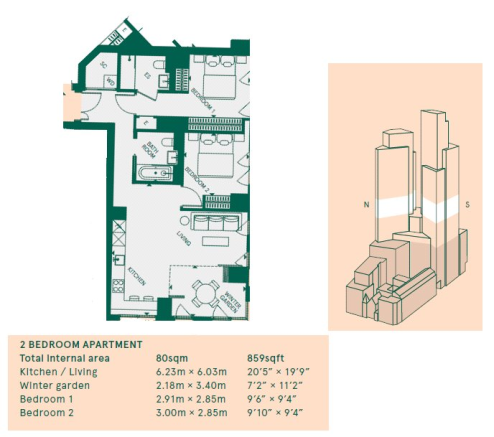 SC
WD
ES
BEDROOM 1
C
BATH
ROOM
BEDROOM 2
LIVING
KITCHEN
WINTER
GARDEN
N
S
2 BEDROOM APARTMENT
Total Internal area 80sqm 859sqft
Kitchen / Living 6.23m × 6.03m 20’5” × 19’9”
Winter garden 2.18m × 3.40m 7’2” × 11’2”
Bedroom 1 2.91m × 2.85m 9’6” × 9’4”
Bedroom 2 3.00m × 2.85m 9’10” × 9’4”